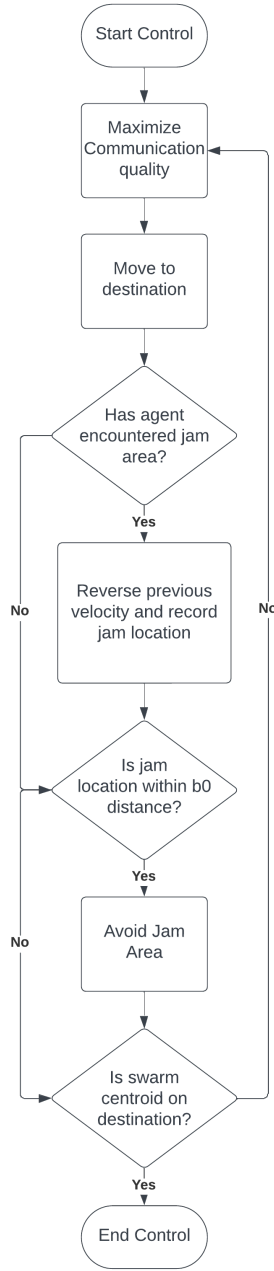 Start Control
Maximize
Communication
quality
Move to
destination
Has agent
encountered jam
area?
Yes
Reverse previous
velocity and record
jam location
No
No
Is jam
location within b0
distance?
Yes
Avoid Jam
Area
No
Is swarm
centroid on
destination?
Yes
End Control